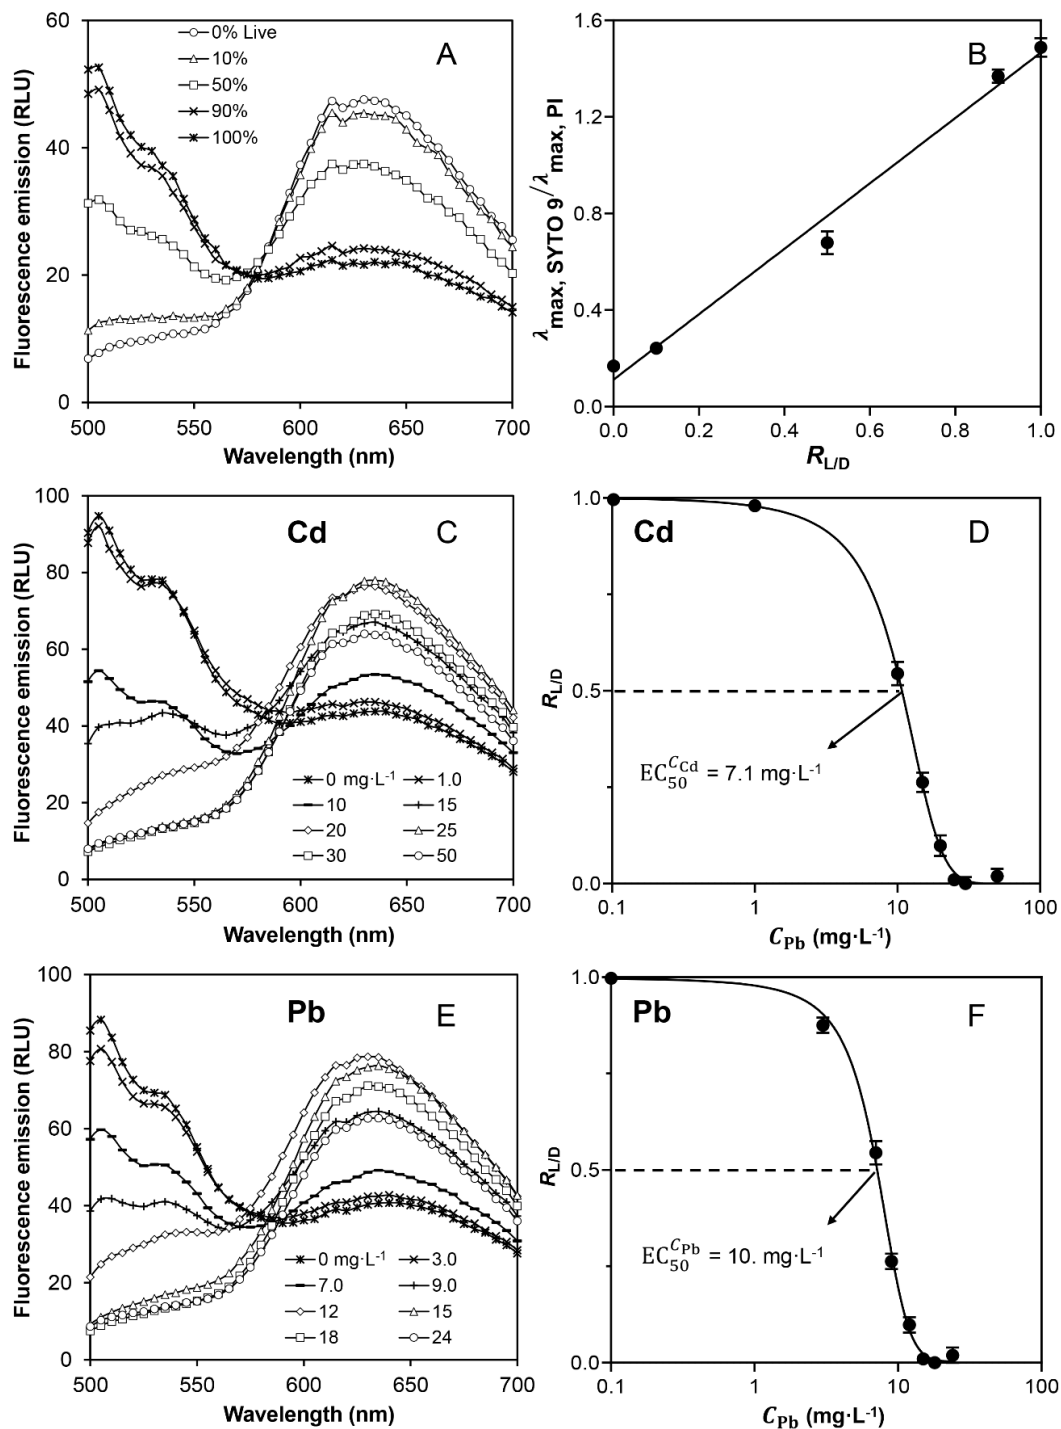 60
40
20
0
Fluorescence emission (RLU)
0% Live
10%
50%
90%
100%
A
500 550 600 650 700
Wavelength (nm)
1.6
1.2
0.8
0.4
0.0
λmax, SYTO 9/λmax, PI
B
0.0 0.2 0.4 0.6 0.8 1.0
RL/D
100
80
60
40
20
0
Fluorescence emission (RLU)
Cd C
0 mg·L-1 1.0
10 15
20 25
30 50
500 550 600 650 700
Wavelength (nm)
1.0
0.5
0.0
RL/D
Cd D
EC50CCd = 7.1 mg·L-1
0.1 1 10 100
CPb (mg·L-1)
100
80
60
40
20
0
Fluorescence emission (RLU)
Pb E
0 mg·L-1 3.0
7.0 9.0
12 15
18 24
500 550 600 650 700
Wavelength (nm)
1.0
0.5
0.0
RL/D
Pb F
EC50CPb = 10. mg·L-1
0.1 1 10 100
CPb (mg·L-1)